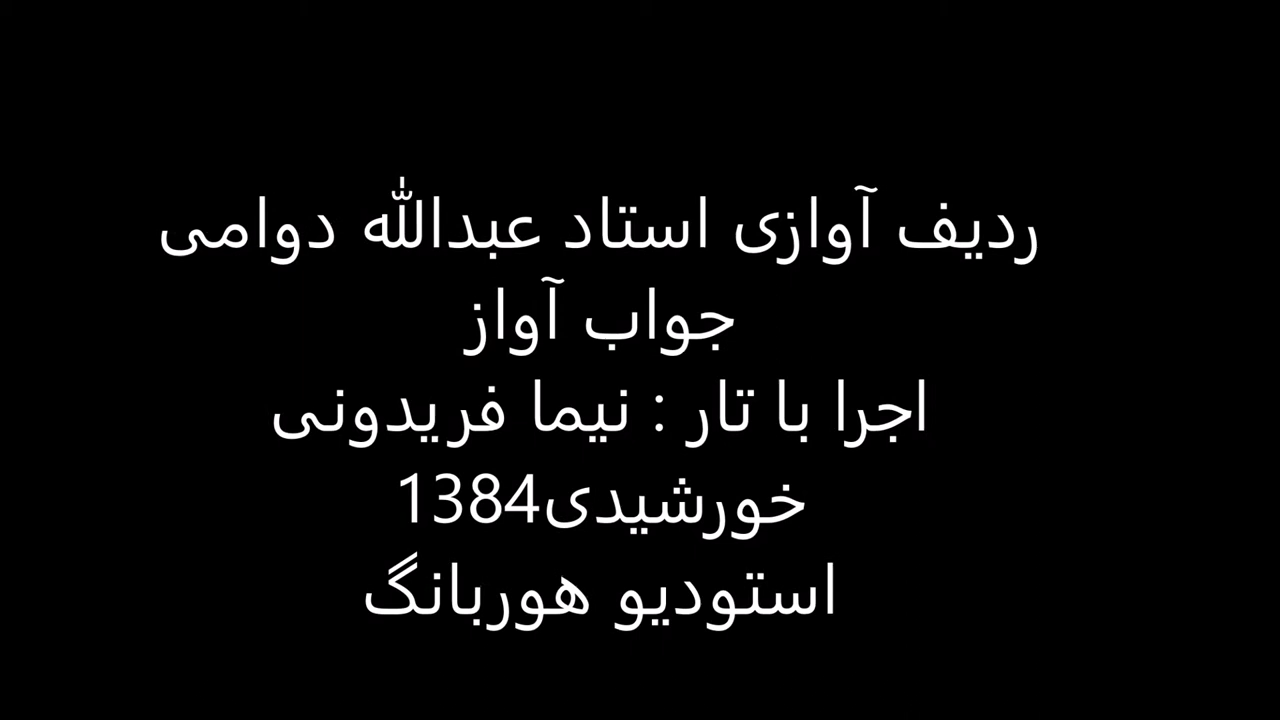 ردیف آوازی استاد عبدالله دوامی
جواب آواز
اجرا با تار : نیما فریدونی
خورشیدی1384
استودیو هوربانگ